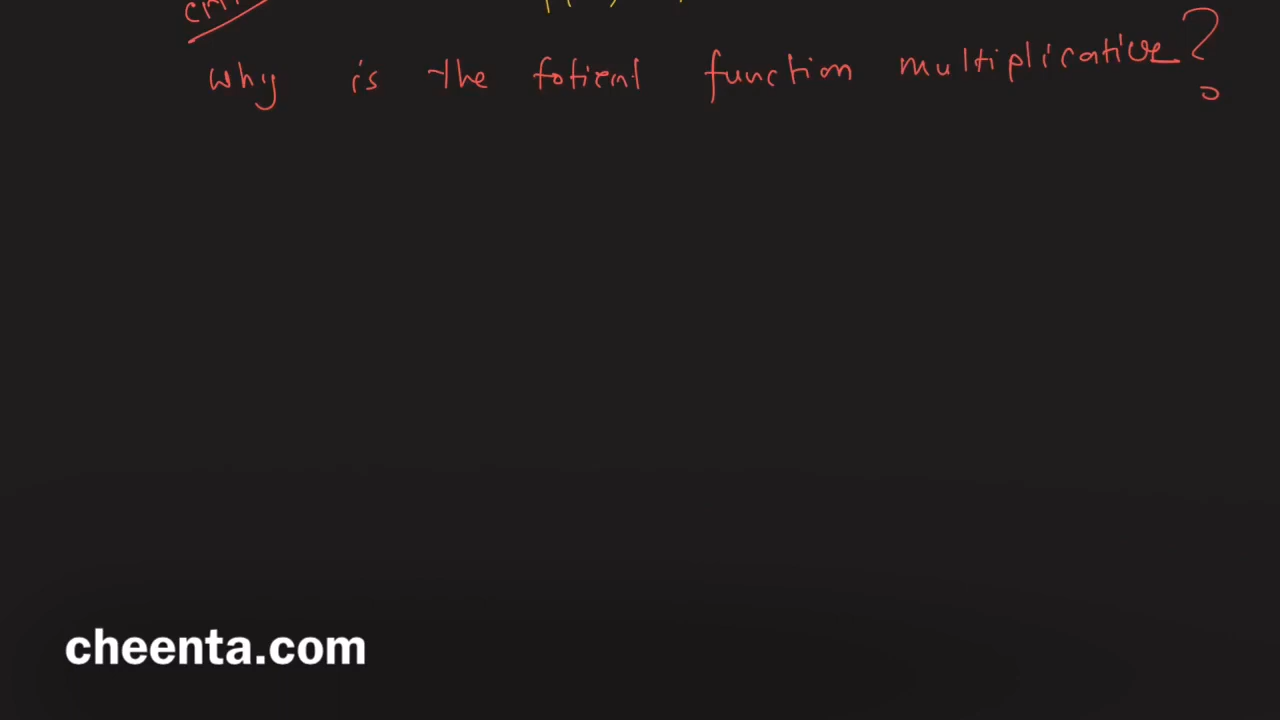 why is the totient function multiplicative?
cheenta.com